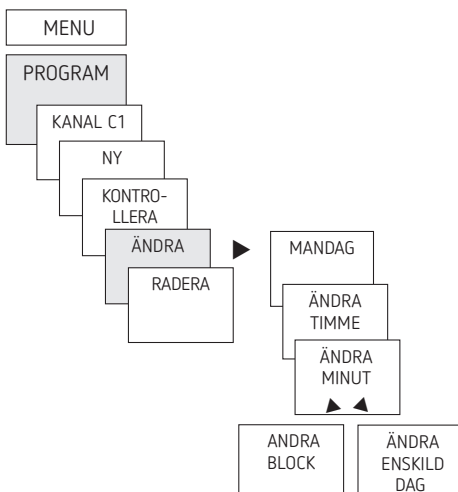 MENU
PROGRAM
KANAL C1
NY
KONTRO-
LLERA
ÄNDRA
RADERA
MANDAG
ÄNDRA
TIMME
ÄNDRA
MINUT
ANDRA
BLOCK
ÄNDRA
ENSKILD
DAG